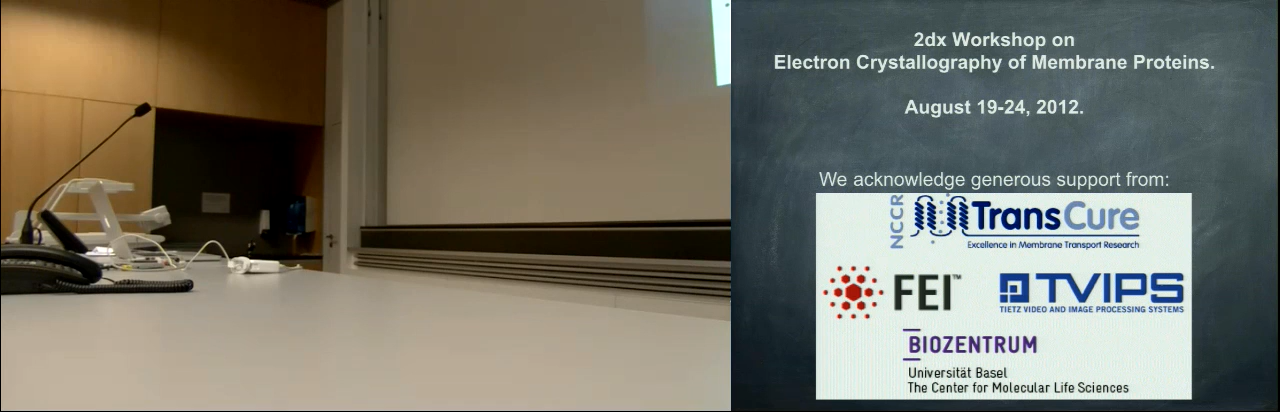 2dx Workshop on
Electron Crystallography of Membrane Proteins.
August 19-24, 2012.
We acknowledge generous support from:
NCCR TransCure
Excellence in Membrane Transport Research
FEI™
TVIPS
TIETZ VIDEO AND IMAGE PROCESSING SYSTEMS
BIOZENTRUM
Universität Basel
The Center for Molecular Life Sciences